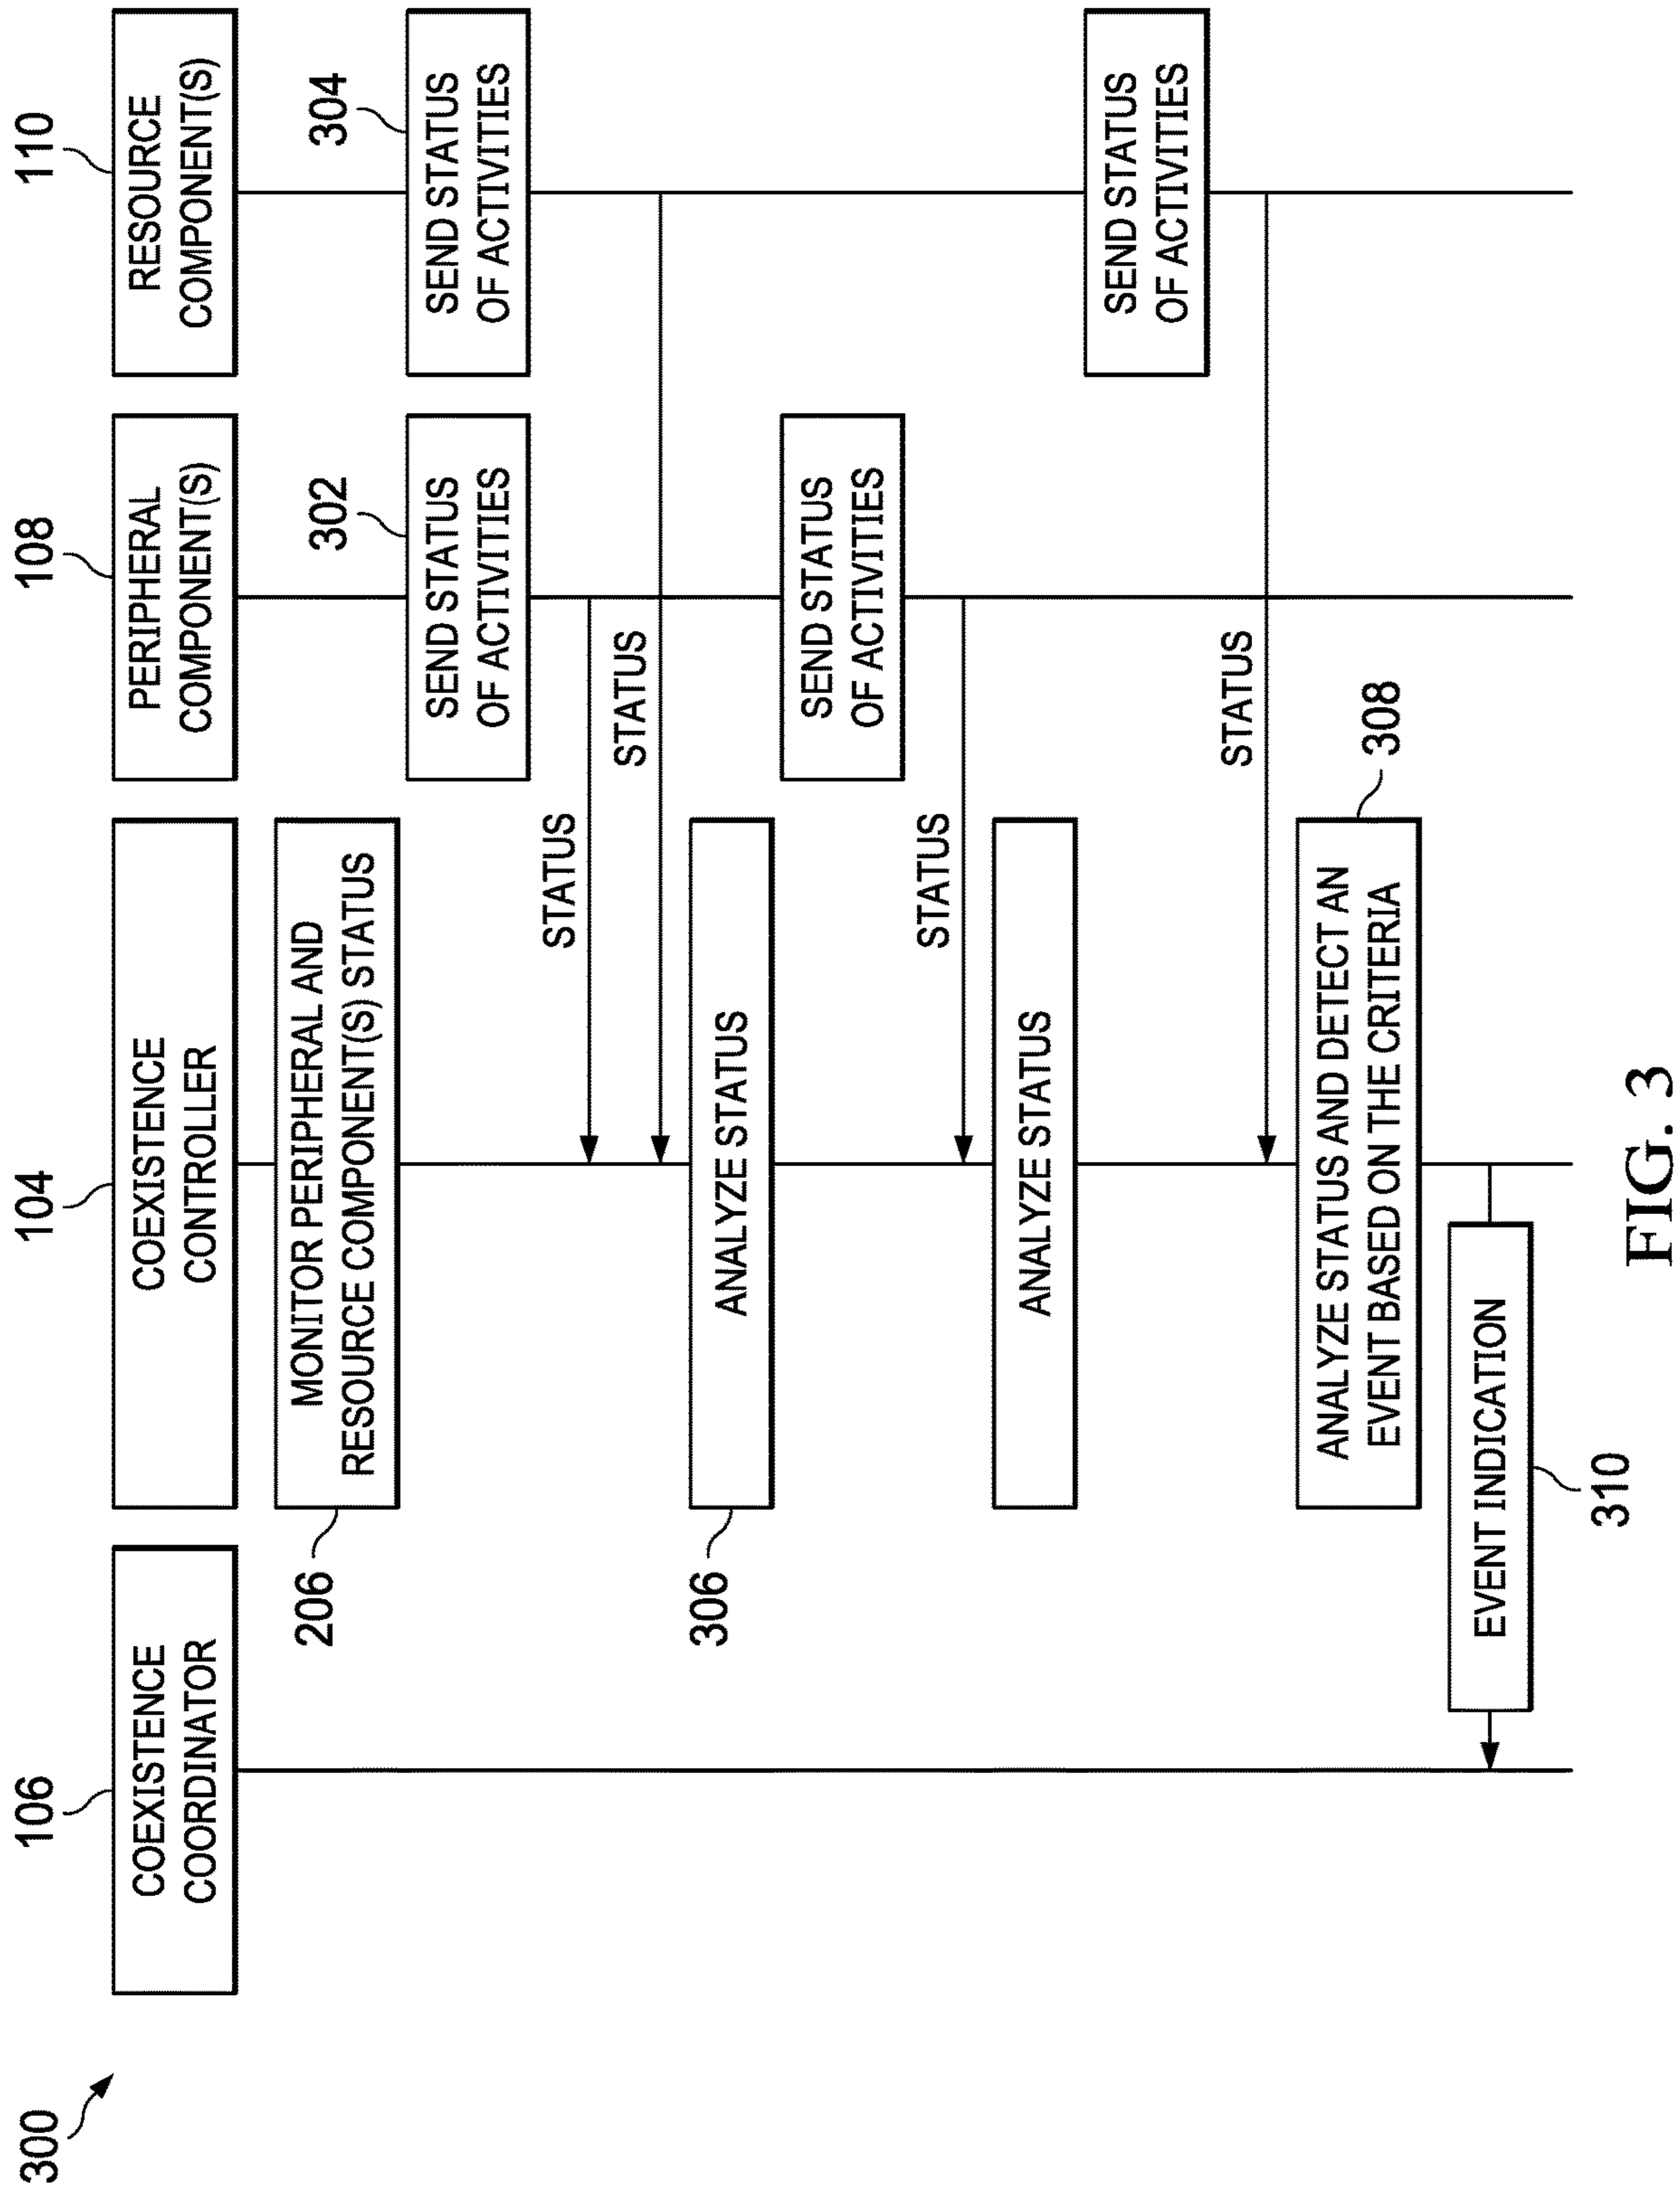 300
106
104
108
110
COEXISTENCE
COORDINATOR
COEXISTENCE
CONTROLLER
PERIPHERAL
COMPONENT(S)
RESOURCE
COMPONENT(S)
206
MONITOR PERIPHERAL AND
RESOURCE COMPONENT(S) STATUS
302
SEND STATUS
OF ACTIVITIES
304
SEND STATUS
OF ACTIVITIES
STATUS
STATUS
306
ANALYZE STATUS
SEND STATUS
OF ACTIVITIES
STATUS
ANALYZE STATUS
SEND STATUS
OF ACTIVITIES
STATUS
ANALYZE STATUS AND DETECT AN
EVENT BASED ON THE CRITERIA
308
EVENT INDICATION
310
FIG. 3